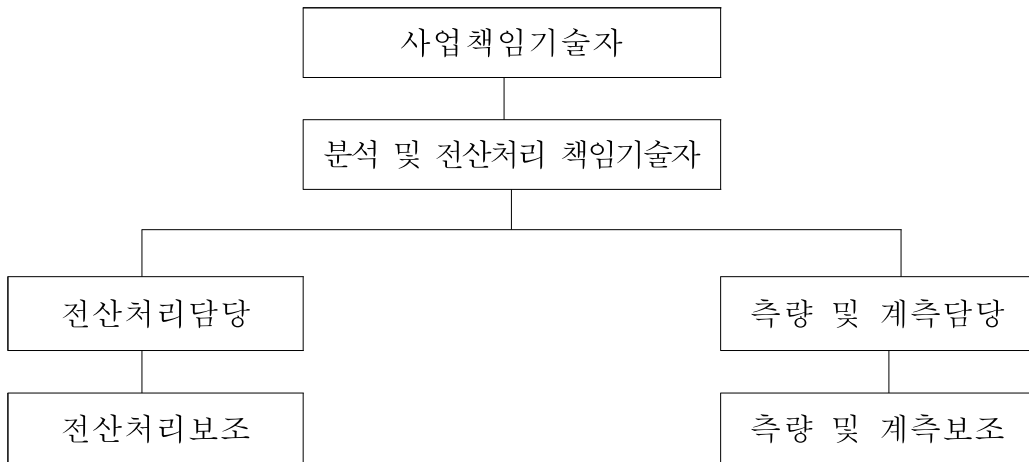 사업책임기술자
분석 및 전산처리 책임기술자
전산처리담당
측량 및 계측담당
전산처리보조
측량 및 계측보조